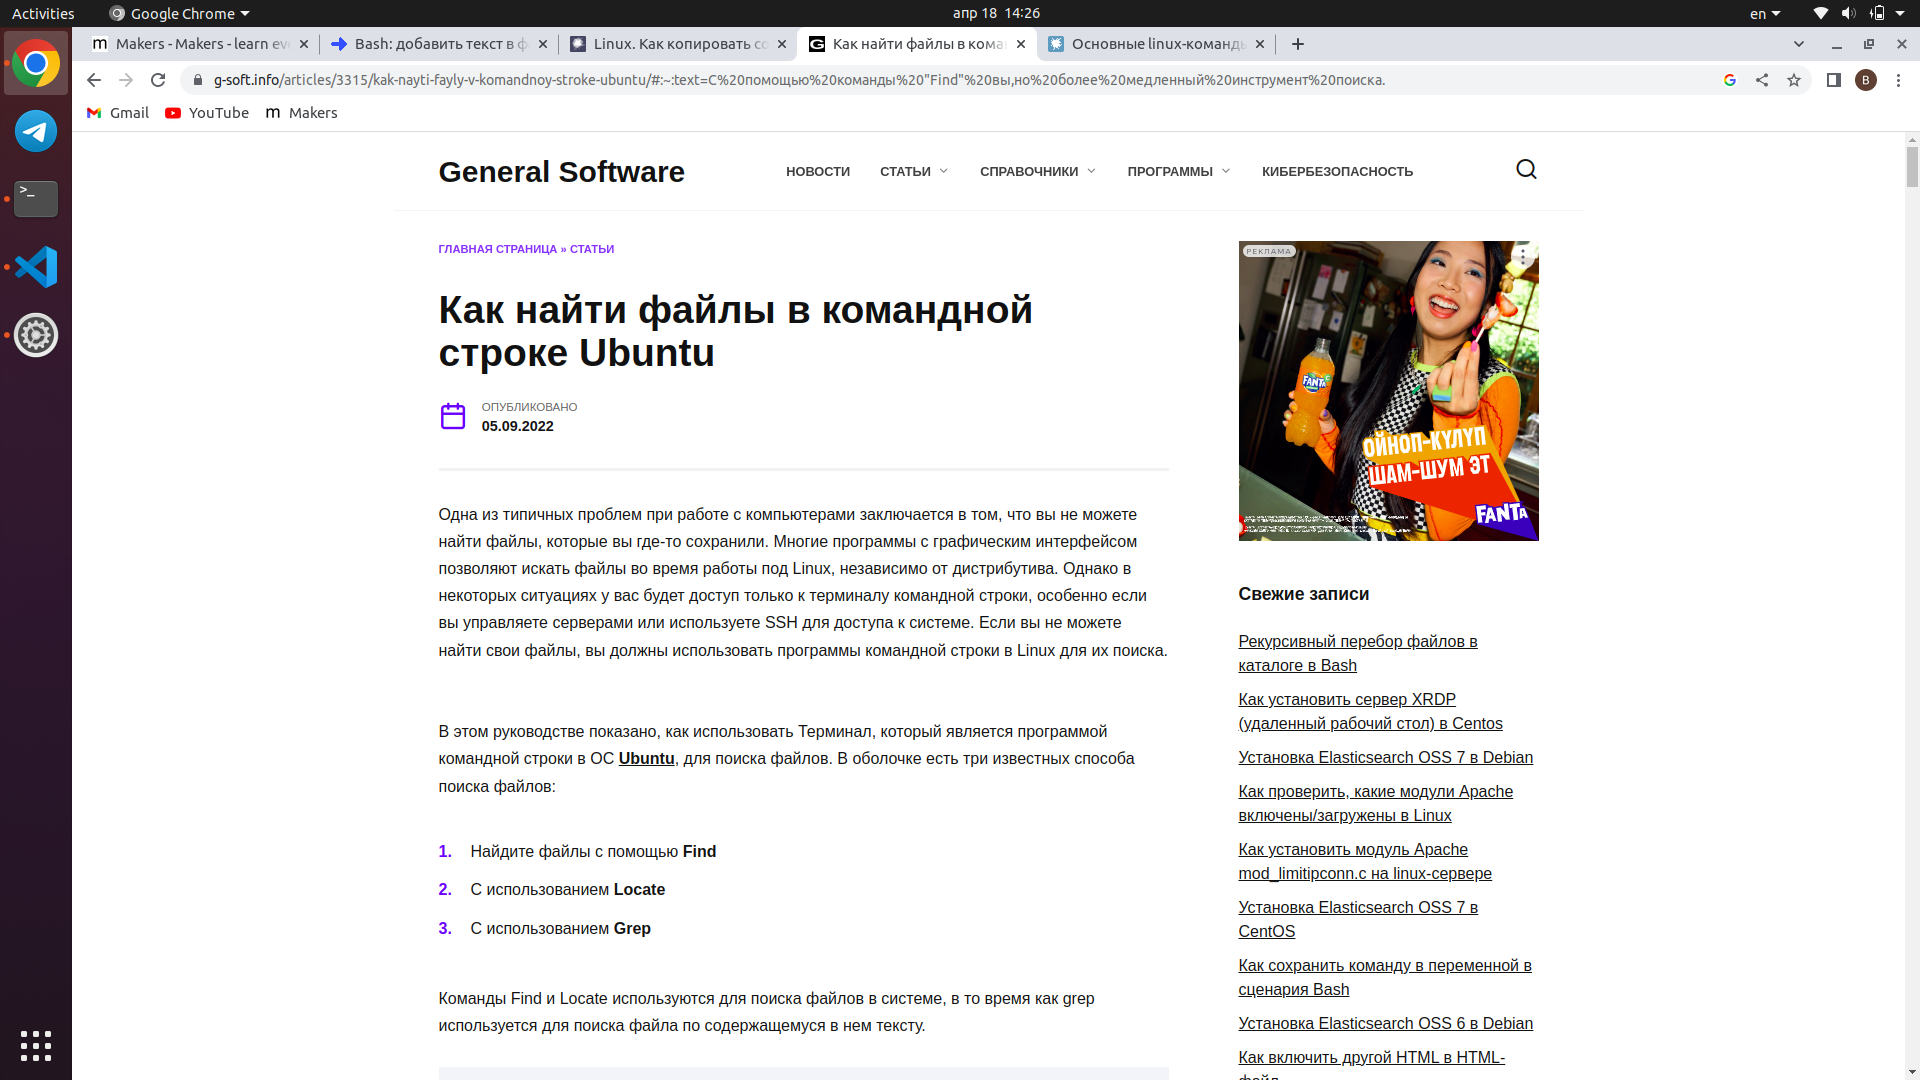 Activities
Google Chrome
апр 18 14:26
en
Makers - Makers - learn eve
Bash: добавить текст в ф
Linux. Как копировать со
Как найти файлы в кома
Основные linux-команды
g-soft.info/articles/3315/kak-nayti-fayly-v-komandnoy-stroke-ubuntu/#:~:text=С%20помощью%20команды%20"Find"%20вы,но%20более%20медленный%20инструмент%20поиска.
B
Gmail
YouTube
Makers
General Software
НОВОСТИ
СТАТЬИ
СПРАВОЧНИКИ
ПРОГРАММЫ
КИБЕРБЕЗОПАСНОСТЬ
ГЛАВНАЯ СТРАНИЦА » СТАТЬИ
Как найти файлы в командной
строке Ubuntu
ОПУБЛИКОВАНО
05.09.2022
Одна из типичных проблем при работе с компьютерами заключается в том, что вы не можете
найти файлы, которые вы где-то сохранили. Многие программы с графическим интерфейсом
позволяют искать файлы во время работы под Linux, независимо от дистрибутива. Однако в
некоторых ситуациях у вас будет доступ только к терминалу командной строки, особенно если
вы управляете серверами или используете SSH для доступа к системе. Если вы не можете
найти свои файлы, вы должны использовать программы командной строки в Linux для их поиска.
В этом руководстве показано, как использовать Терминал, который является программой
командной строки в ОС Ubuntu, для поиска файлов. В оболочке есть три известных способа
поиска файлов:
1. Найдите файлы с помощью Find
2. С использованием Locate
3. С использованием Grep
Команды Find и Locate используются для поиска файлов в системе, в то время как grep
используется для поиска файла по содержащемуся в нем тексту.
РЕКЛАМА
FANTA
ОЙНОП-КҮЛҮП
ШАМ-ШУМ ЭТ
FANTA
Свежие записи
Рекурсивный перебор файлов в
каталоге в Bash
Как установить сервер XRDP
(удаленный рабочий стол) в Centos
Установка Elasticsearch OSS 7 в Debian
Как проверить, какие модули Apache
включены/загружены в Linux
Как установить модуль Apache
mod_limitipconn.c на linux-сервере
Установка Elasticsearch OSS 7 в
CentOS
Как сохранить команду в переменной в
сценария Bash
Установка Elasticsearch OSS 6 в Debian
Как включить другой HTML в HTML-
файл